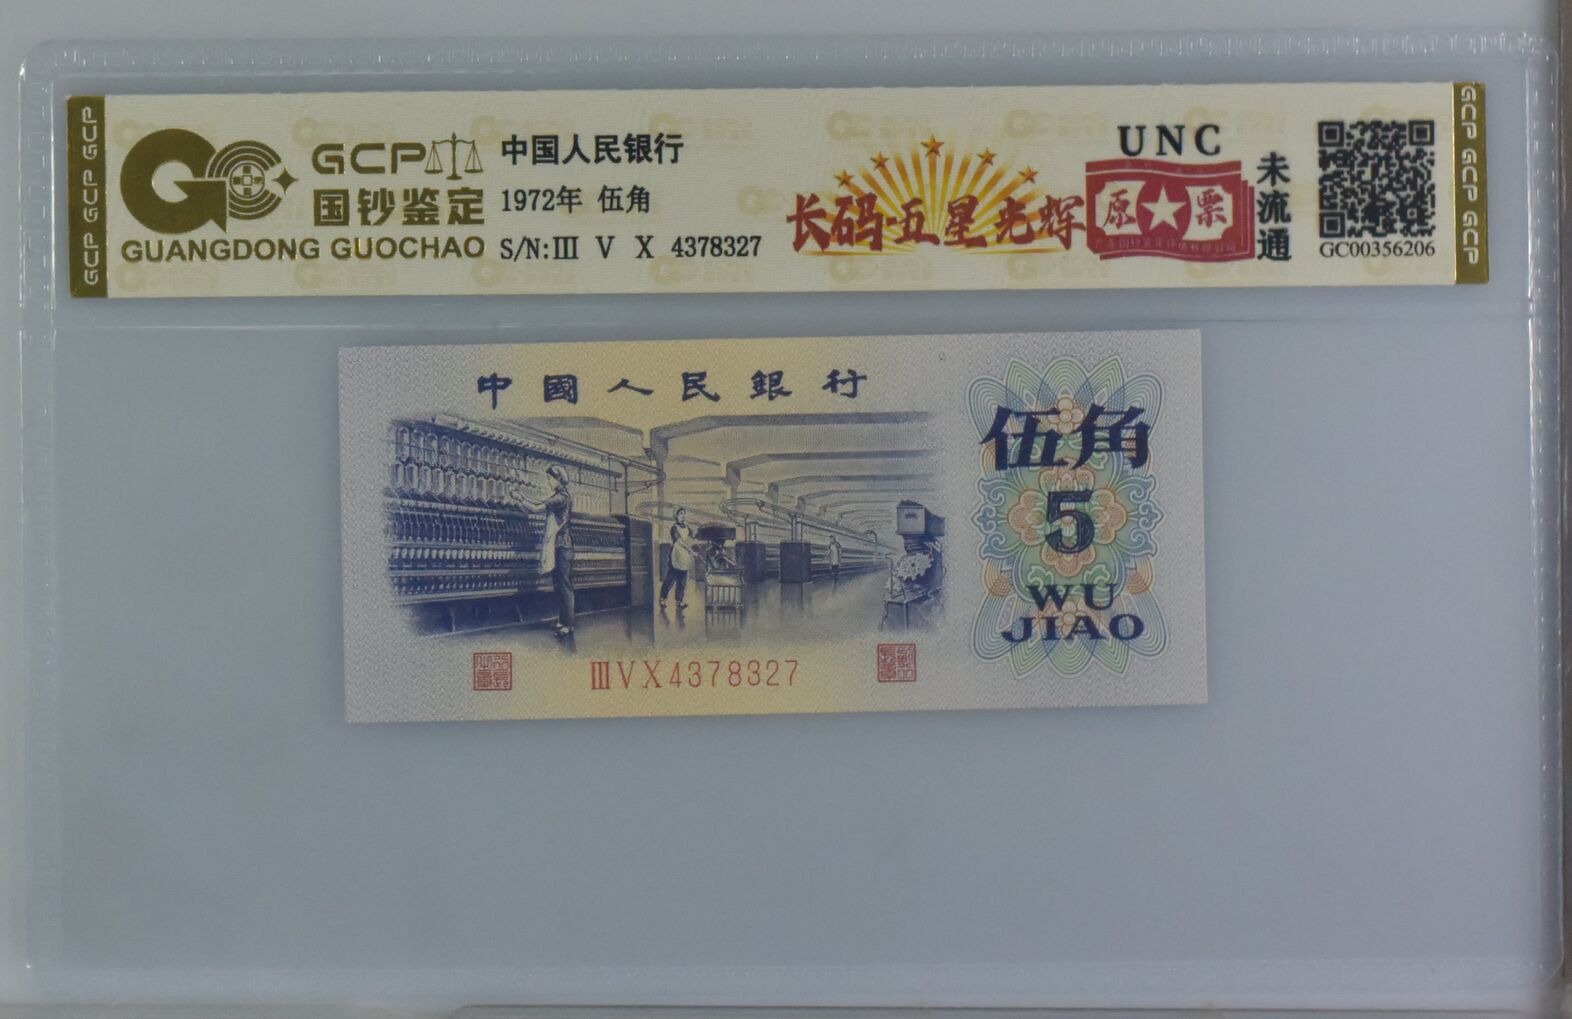 GCP GCP GCP
GCP
国钞鉴定
GUANGDONG GUOCHAO
中国人民银行
1972年 伍角
S/N:Ⅲ V X 4378327
长码·五星光辉
UNC
原★票
未流通
GC00356206
GCP GCP GCP
中國人民銀行
伍角
5
WU
JIAO
ⅢVX4378327